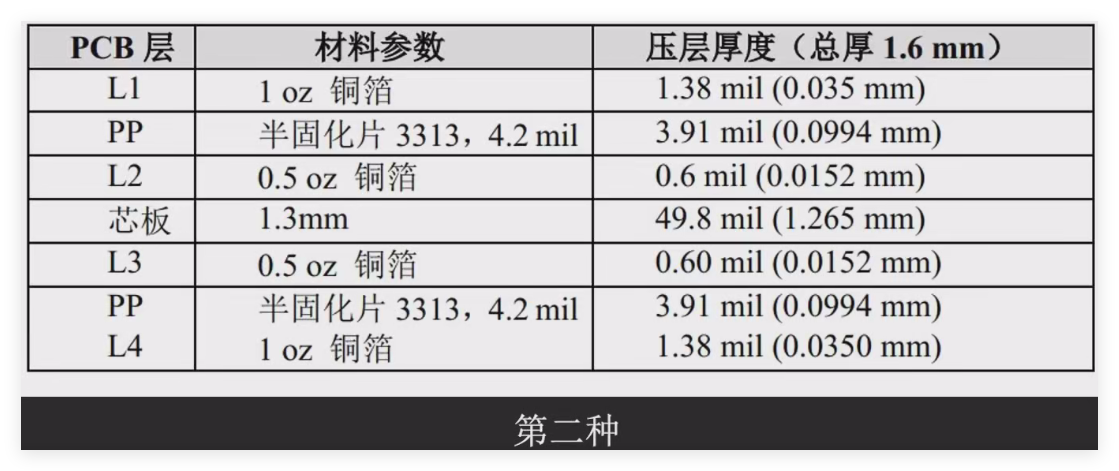 PCB 层 材料参数 压层厚度（总厚 1.6 mm）
L1 1 oz 铜箔 1.38 mil (0.035 mm)
PP 半固化片 3313，4.2 mil 3.91 mil (0.0994 mm)
L2 0.5 oz 铜箔 0.6 mil (0.0152 mm)
芯板 1.3mm 49.8 mil (1.265 mm)
L3 0.5 oz 铜箔 0.60 mil (0.0152 mm)
PP 半固化片 3313，4.2 mil 3.91 mil (0.0994 mm)
L4 1 oz 铜箔 1.38 mil (0.0350 mm)
第二种